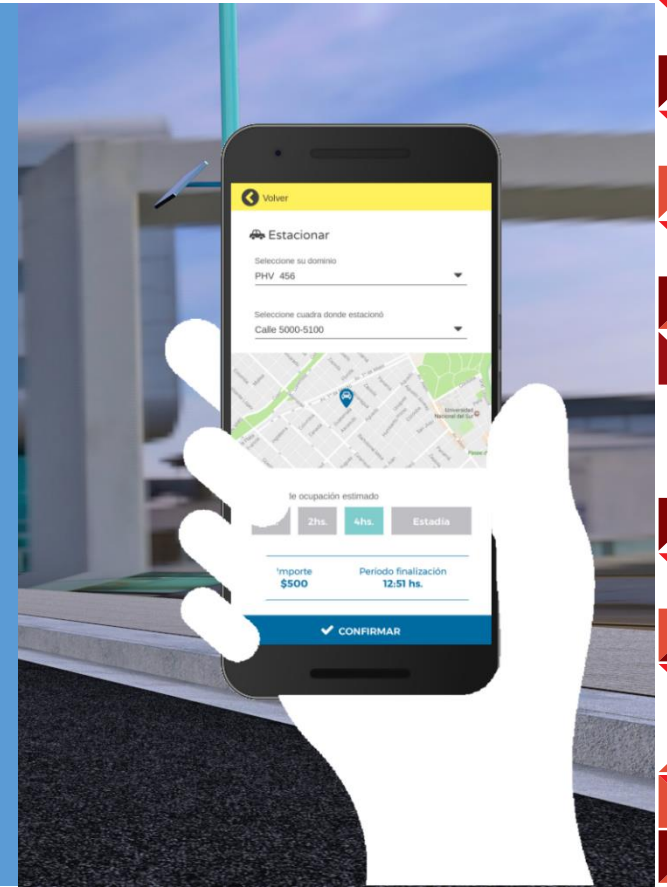 Volver
Estacionar
Seleccione su dominio
PHV 456
Seleccione cuadra donde estacionó
Calle 5000-5100
Universidad
Nacional del Sur
le ocupación estimado
2hs.
4hs.
Estadía
mporte
Período finalización
$500
12:51 hs.
CONFIRMAR